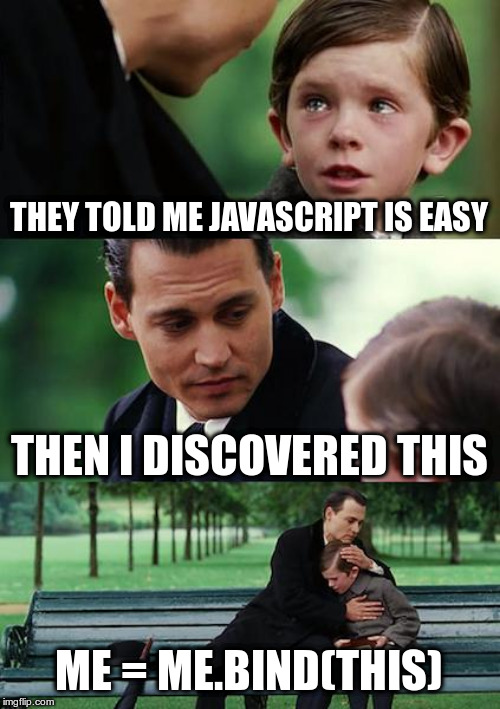 THEY TOLD ME JAVASCRIPT IS EASY
THEN I DISCOVERED THIS
ME = ME.BIND(THIS)
imgflip.com